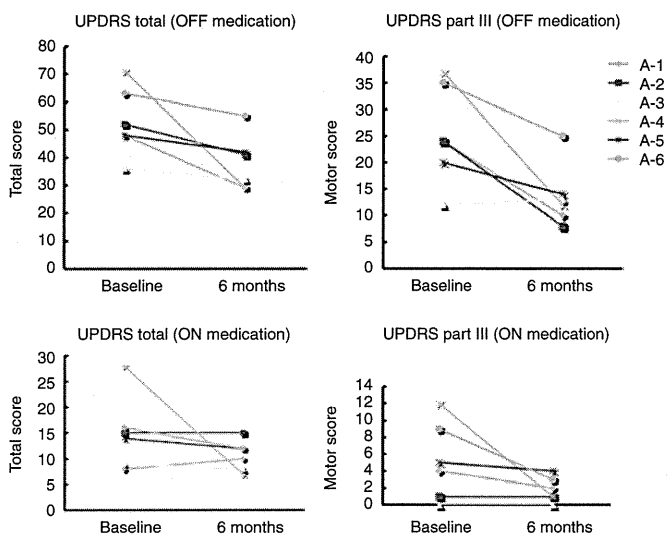 UPDRS total (OFF medication)
80
70
60
50
40
30
20
10
0
Total score
Baseline
6 months
UPDRS part III (OFF medication)
40
35
30
25
20
15
10
5
0
Motor score
Baseline
6 months
A-1
A-2
A-3
A-4
A-5
A-6
UPDRS total (ON medication)
30
25
20
15
10
5
0
Total score
Baseline
6 months
UPDRS part III (ON medication)
14
12
10
8
6
4
2
0
Motor score
Baseline
6 months